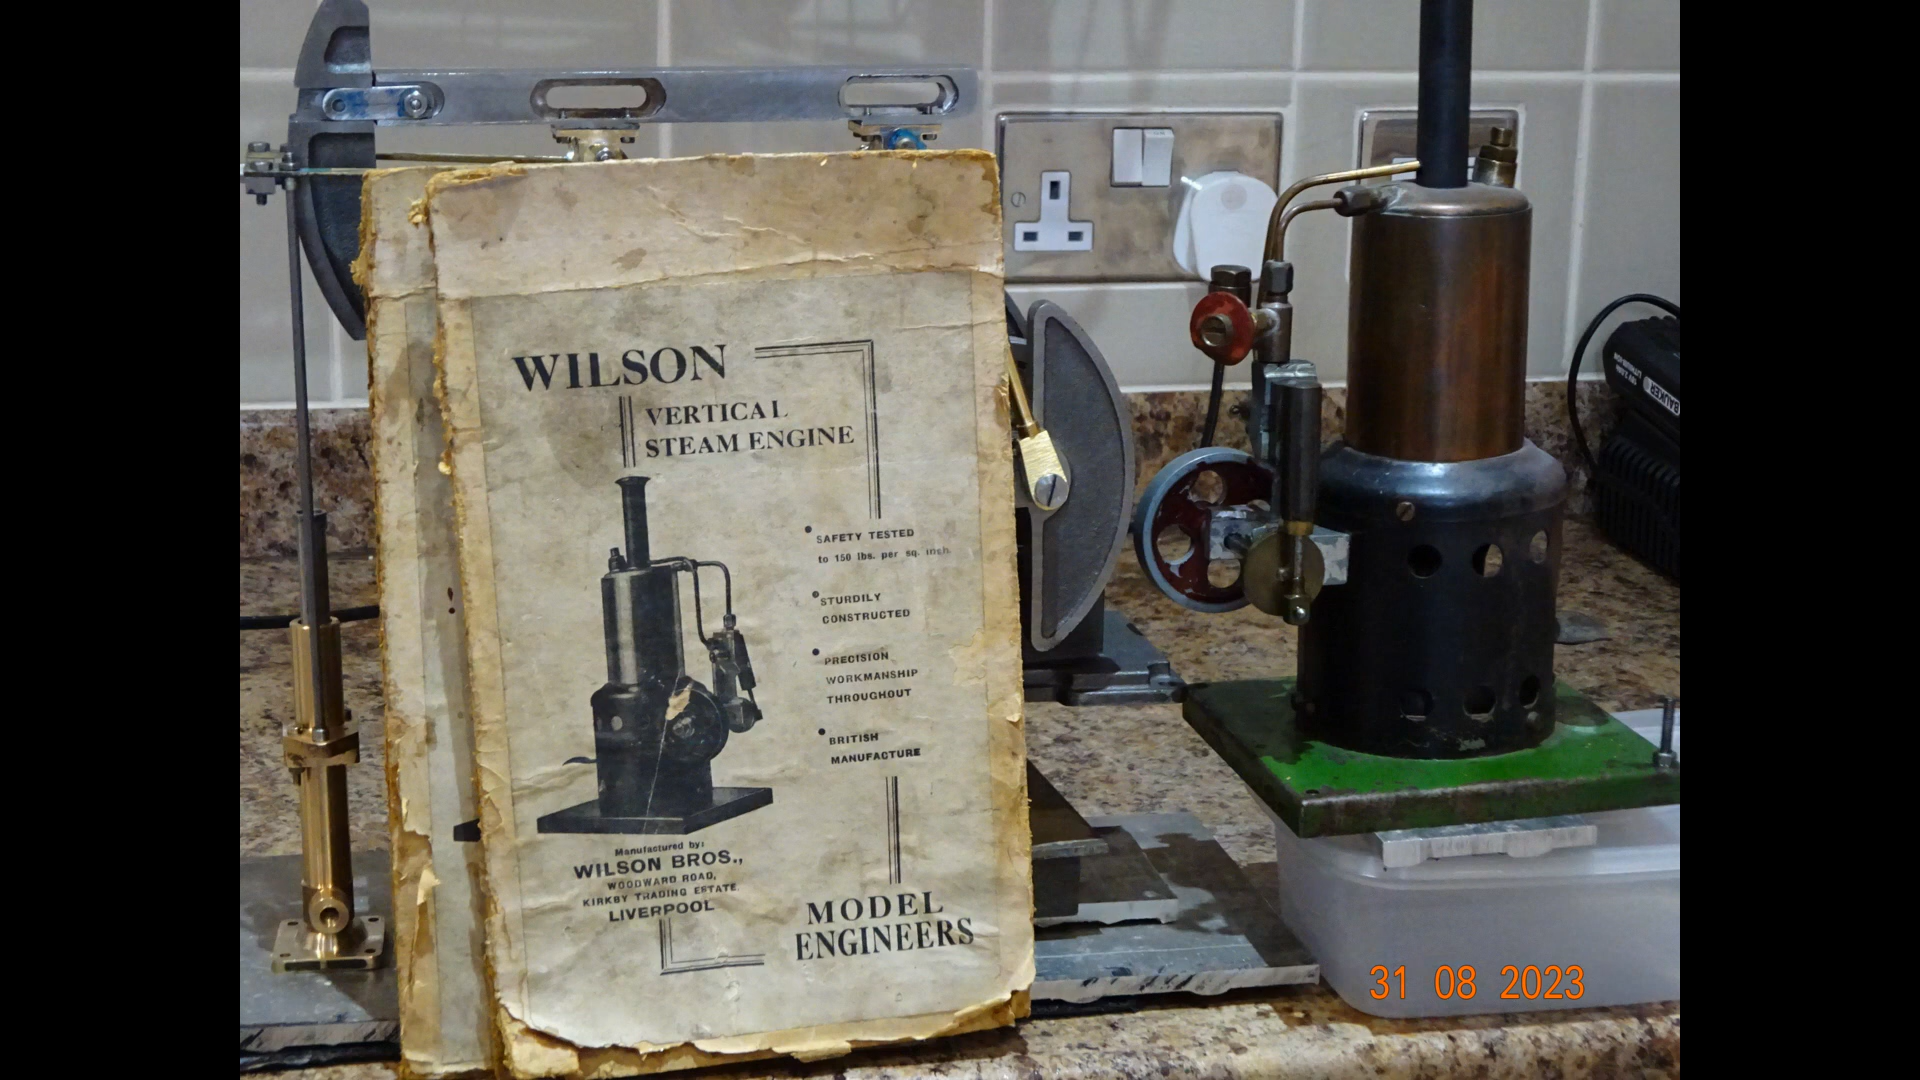 WILSON
VERTICAL
STEAM ENGINE
SAFETY TESTED
to 150 lbs. per sq. inch.
STURDILY
CONSTRUCTED
PRECISION
WORKMANSHIP
THROUGHOUT
BRITISH
MANUFACTURE
Manufactured by:
WILSON BROS.,
WOODWARD ROAD,
KIRKBY TRADING ESTATE,
LIVERPOOL
MODEL
ENGINEERS
BAUKER
31 08 2023